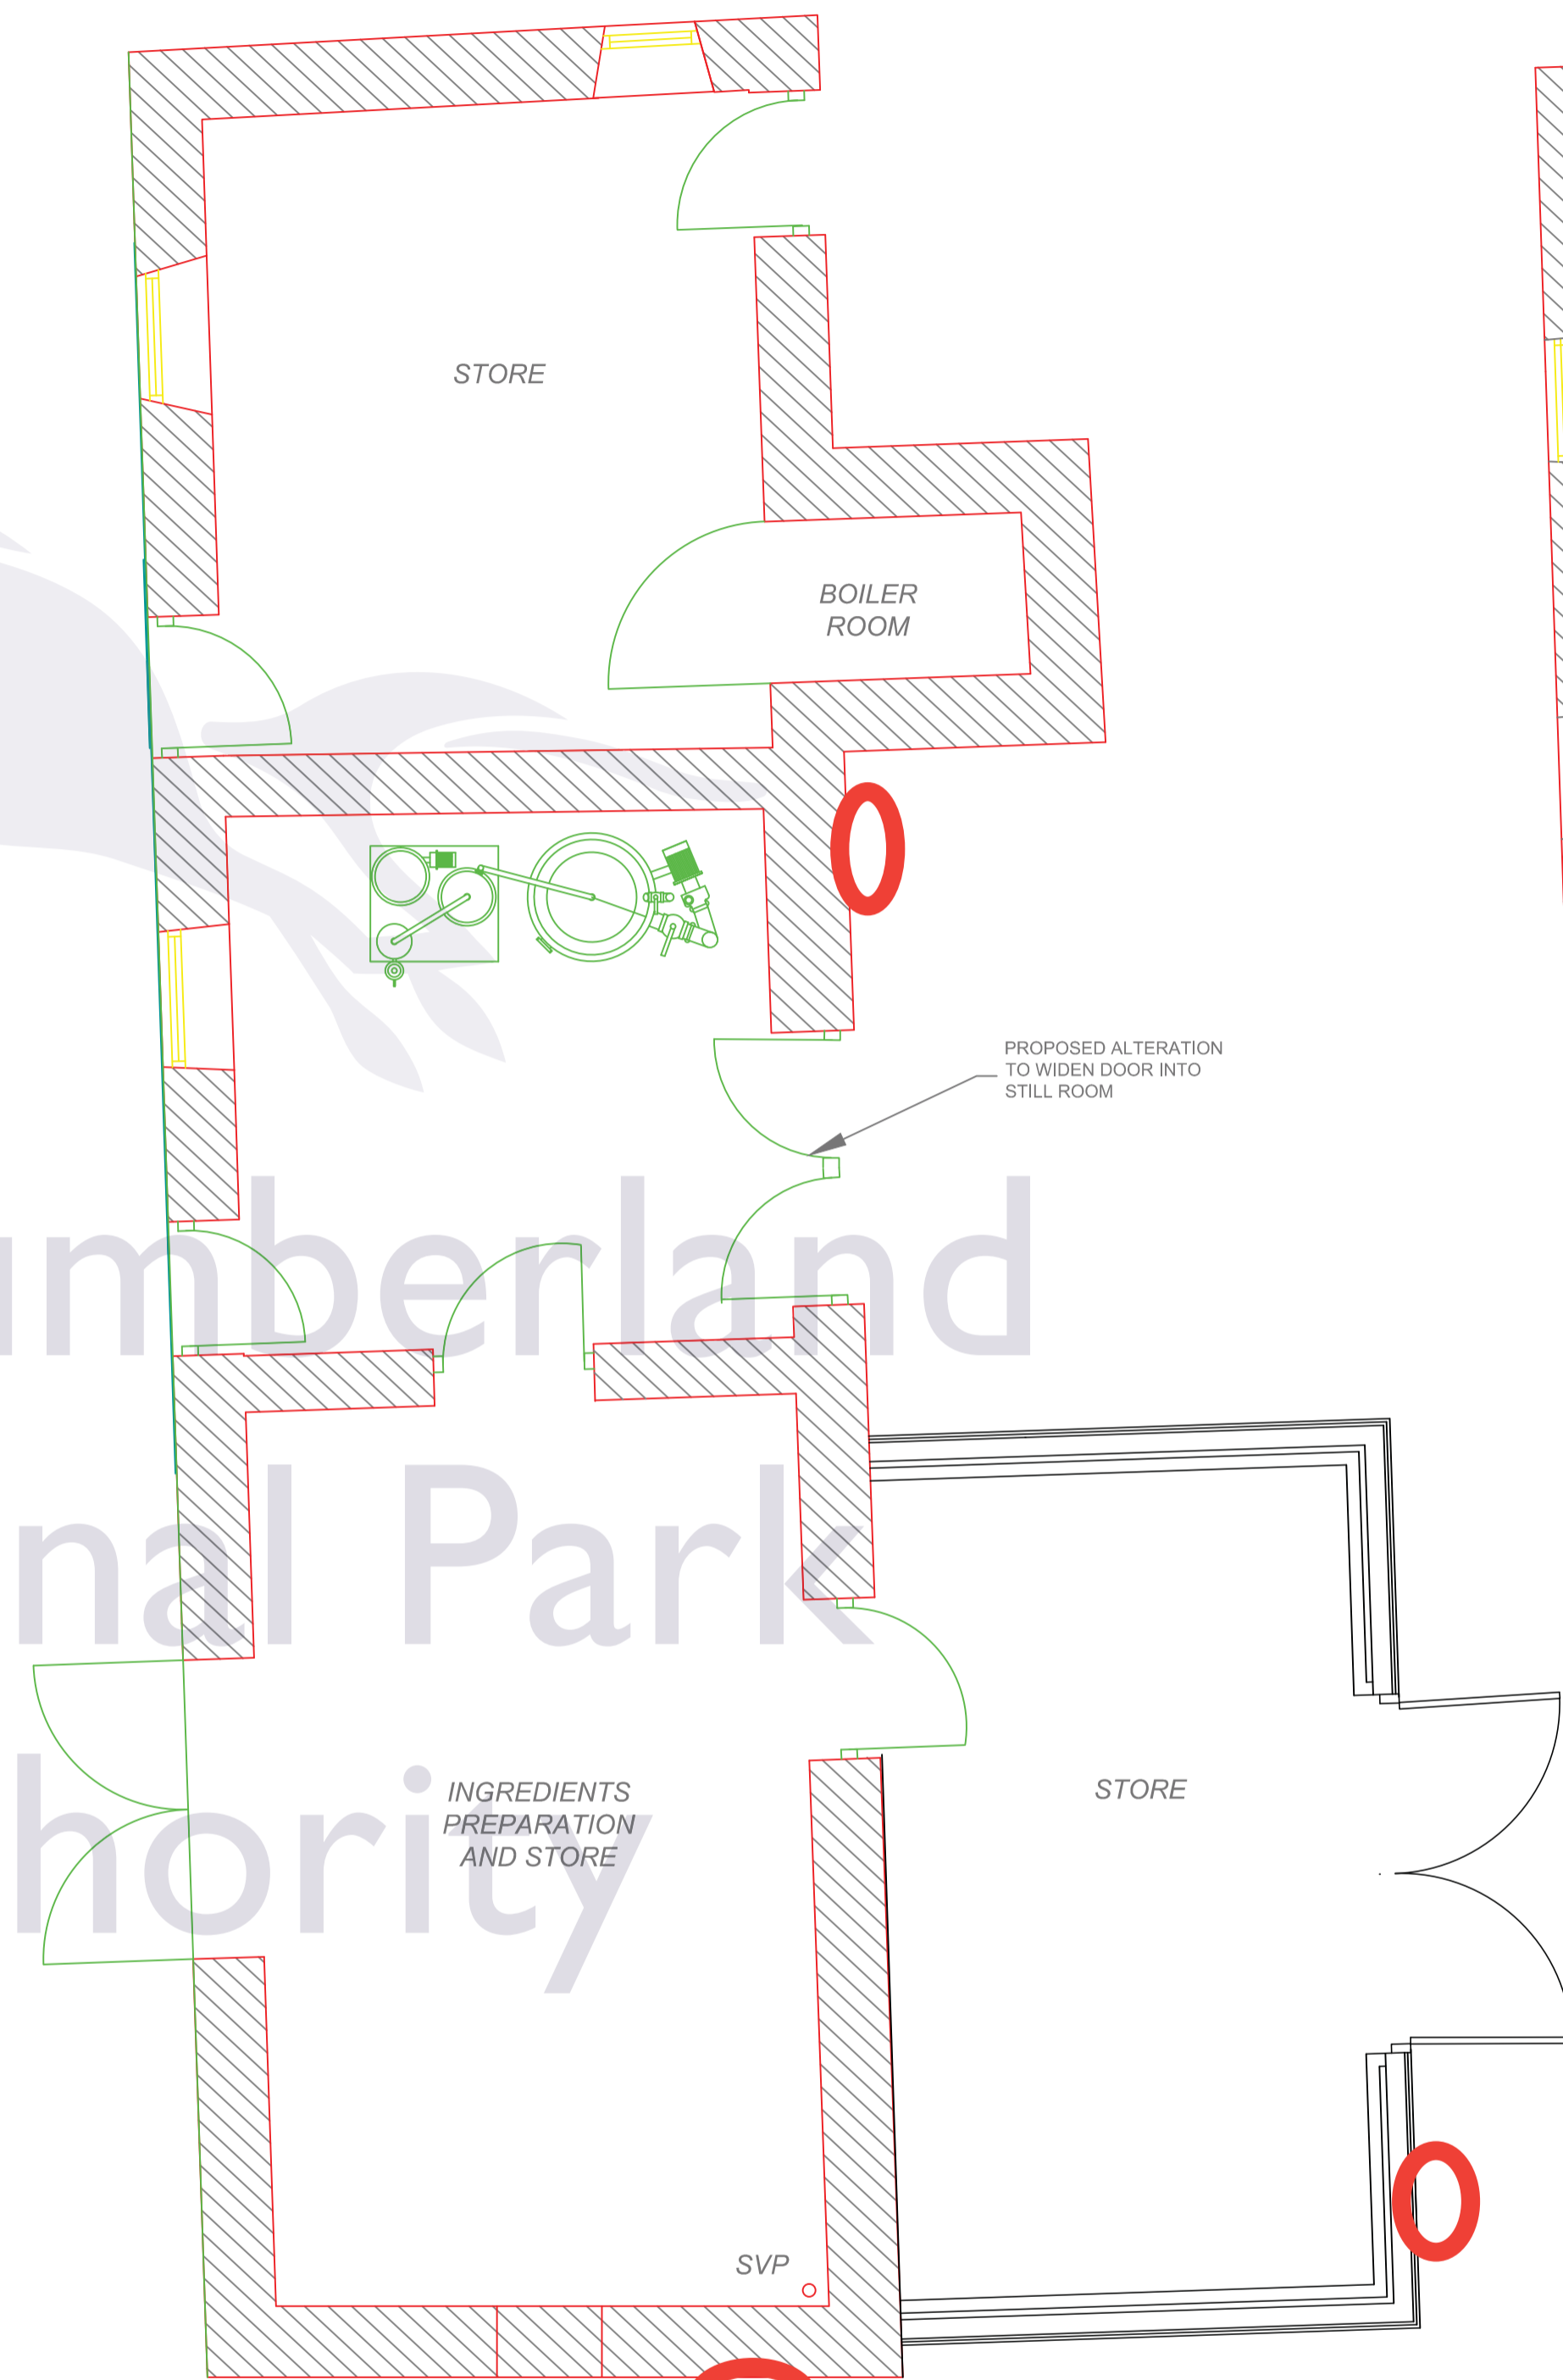 STORE
BOILER
ROOM
PROPOSED ALTERATION
TO WIDEN DOOR INTO
STILL ROOM
umberland
nal Park
INGREDIENTS
PREPARATION
AND STORE
STORE
hority
SVP